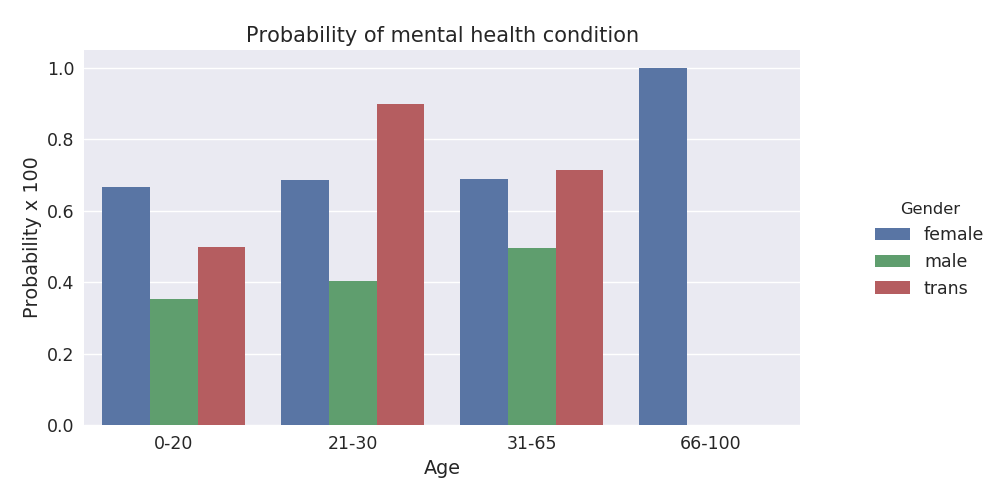 Probability of mental health condition
1.0
0.8
0.6
0.4
0.2
0.0
Probability x 100
0-20 21-30 31-65 66-100
Age
Gender
female
male
trans